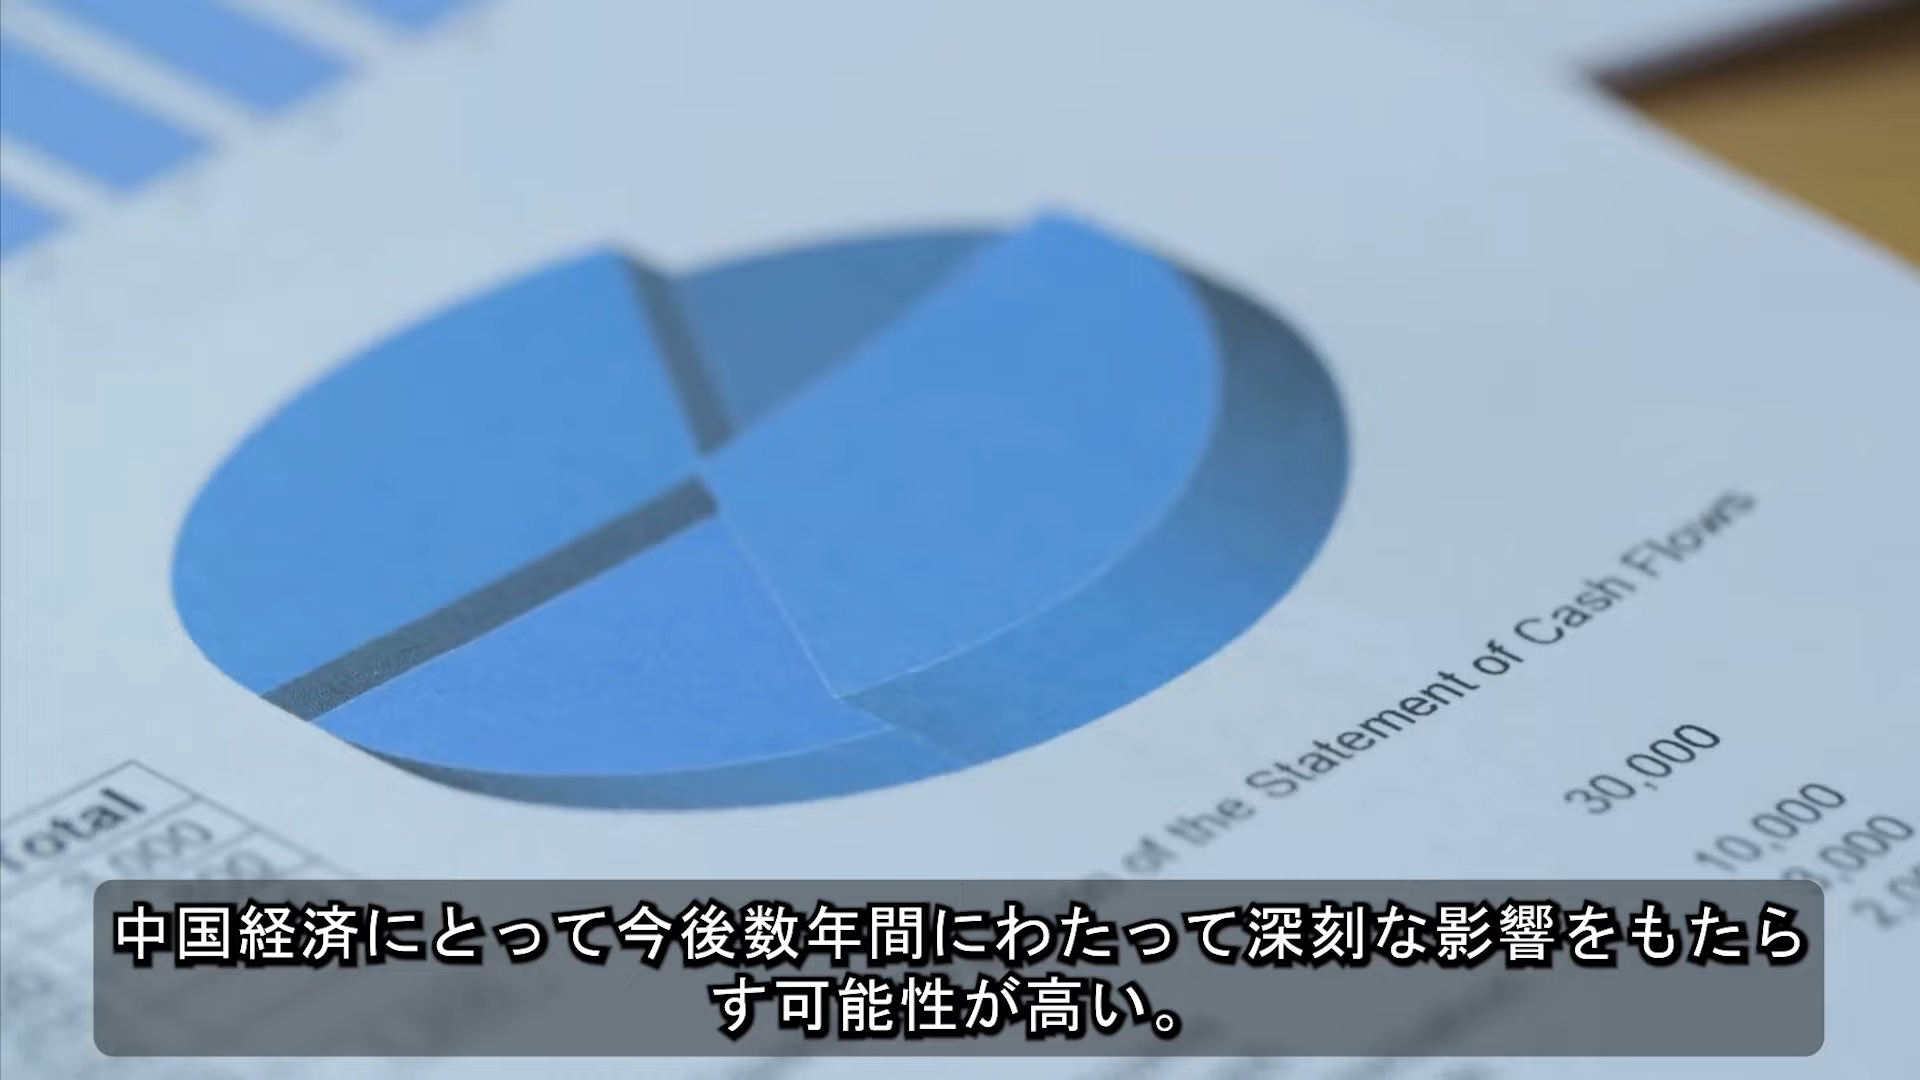 Total
of the Statement of Cash Flows
30,000
10,000
中国経済にとって今後数年間にわたって深刻な影響をもたら
す可能性が高い。